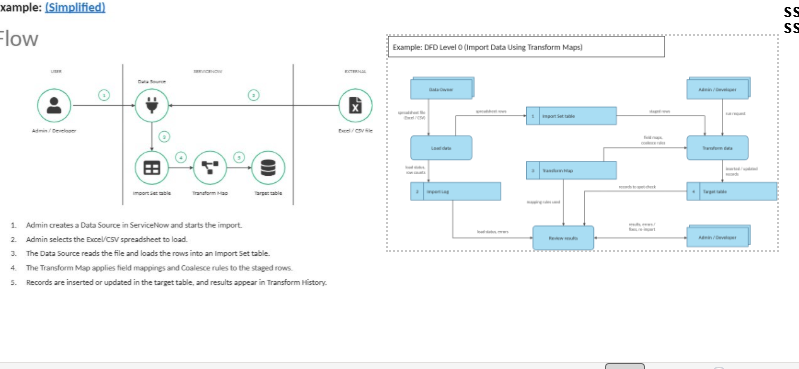 xample: (Simplified)
SS
SS
Flow
USER
SERVICENOW
EXTERNAL
Data Source
1
2
Admin / Developer
Excel / CSV file
3
4
5
Import Set table
Transform Map
Target table
1. Admin creates a Data Source in ServiceNow and starts the import.
2. Admin selects the Excel/CSV spreadsheet to load.
3. The Data Source reads the file and loads the rows into an Import Set table.
4. The Transform Map applies field mappings and Coalesce rules to the staged rows.
5. Records are inserted or updated in the target table, and results appear in Transform History.
Example: DFD Level 0 (Import Data Using Transform Maps)
Data Owner
Admin / Developer
spreadsheet file
Excel / CSV
spreadsheet rows
1 Import Set table
staged rows
run request
Load data
field maps,
coalesce rules
Transform data
load status,
row counts
3 Transform Map
inserted / updated
records
2 Import Log
records to spot check
4 Target table
mapping rules used
load status, errors
Review results
results, errors /
fixes, re-import
Admin / Developer